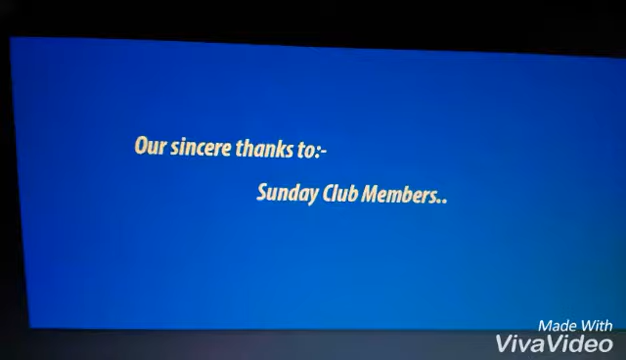 Our sincere thanks to:-
Sunday Club Members..
Made With
VivaVideo